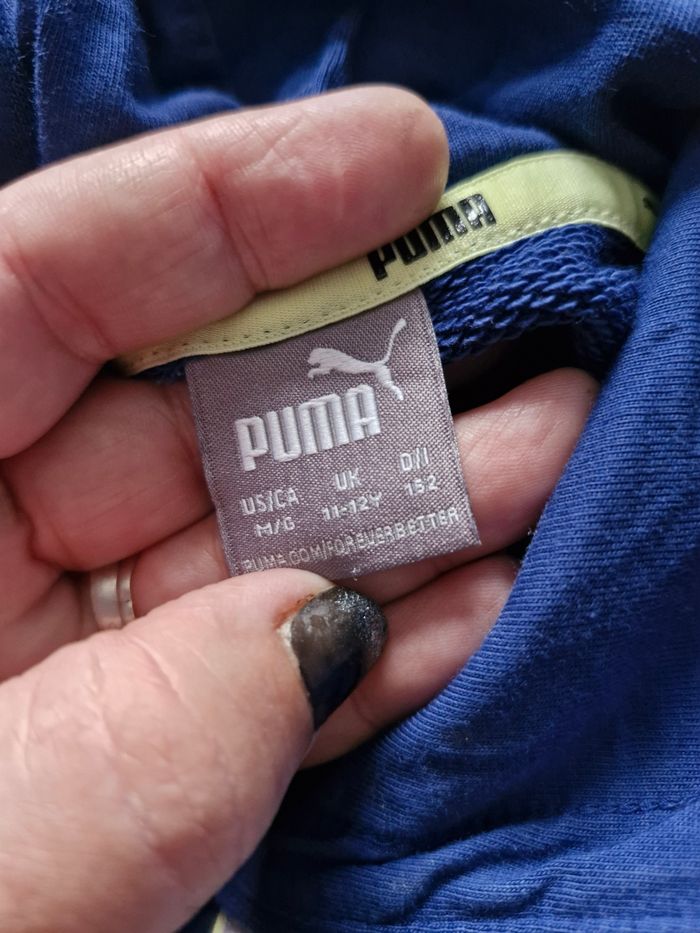 PUMA
PUMA
US/CA UK D/I
M/G 11-12Y 152
PUMA.COM/FOREVERBETTER